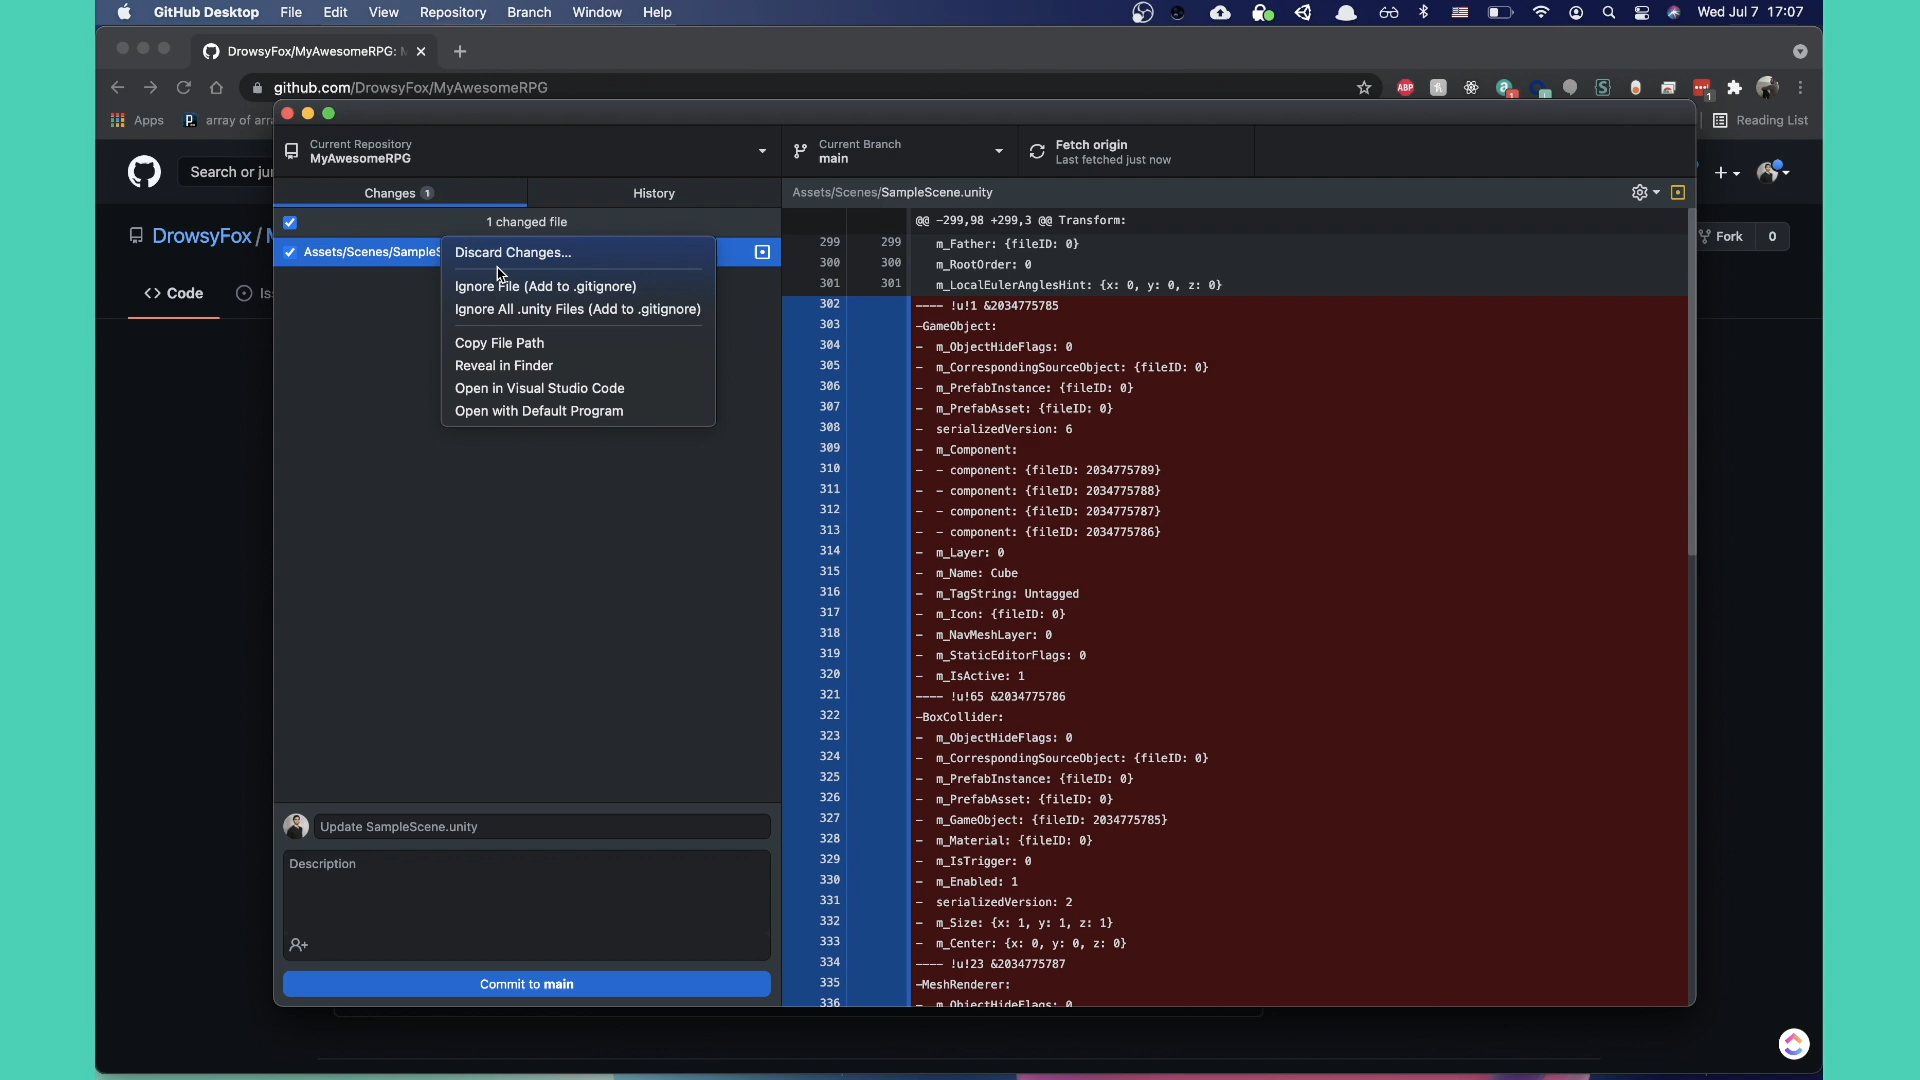 GitHub Desktop File Edit View Repository Branch Window Help
Wed Jul 7 17:07
DrowsyFox/MyAwesomeRPG:
github.com/DrowsyFox/MyAwesomeRPG
ABP
1
1
Apps
array of arr
Reading List
Search or ju
DrowsyFox /
Fork 0
Code
Is
Current Repository
MyAwesomeRPG
Current Branch
main
Fetch origin
Last fetched just now
Changes 1
History
1 changed file
Assets/Scenes/SampleS
Discard Changes...
Ignore File (Add to .gitignore)
Ignore All .unity Files (Add to .gitignore)
Copy File Path
Reveal in Finder
Open in Visual Studio Code
Open with Default Program
Update SampleScene.unity
Description
Commit to main
Assets/Scenes/SampleScene.unity
@@ -299,98 +299,3 @@ Transform:
299 299 m_Father: {fileID: 0}
300 300 m_RootOrder: 0
301 301 m_LocalEulerAnglesHint: {x: 0, y: 0, z: 0}
302 ---- !u!1 &2034775785
303 -GameObject:
304 - m_ObjectHideFlags: 0
305 - m_CorrespondingSourceObject: {fileID: 0}
306 - m_PrefabInstance: {fileID: 0}
307 - m_PrefabAsset: {fileID: 0}
308 - serializedVersion: 6
309 - m_Component:
310 - - component: {fileID: 2034775789}
311 - - component: {fileID: 2034775788}
312 - - component: {fileID: 2034775787}
313 - - component: {fileID: 2034775786}
314 - m_Layer: 0
315 - m_Name: Cube
316 - m_TagString: Untagged
317 - m_Icon: {fileID: 0}
318 - m_NavMeshLayer: 0
319 - m_StaticEditorFlags: 0
320 - m_IsActive: 1
321 ---- !u!65 &2034775786
322 -BoxCollider:
323 - m_ObjectHideFlags: 0
324 - m_CorrespondingSourceObject: {fileID: 0}
325 - m_PrefabInstance: {fileID: 0}
326 - m_PrefabAsset: {fileID: 0}
327 - m_GameObject: {fileID: 2034775785}
328 - m_Material: {fileID: 0}
329 - m_IsTrigger: 0
330 - m_Enabled: 1
331 - serializedVersion: 2
332 - m_Size: {x: 1, y: 1, z: 1}
333 - m_Center: {x: 0, y: 0, z: 0}
334 ---- !u!23 &2034775787
335 -MeshRenderer:
336 - m_ObjectHideFlags: 0